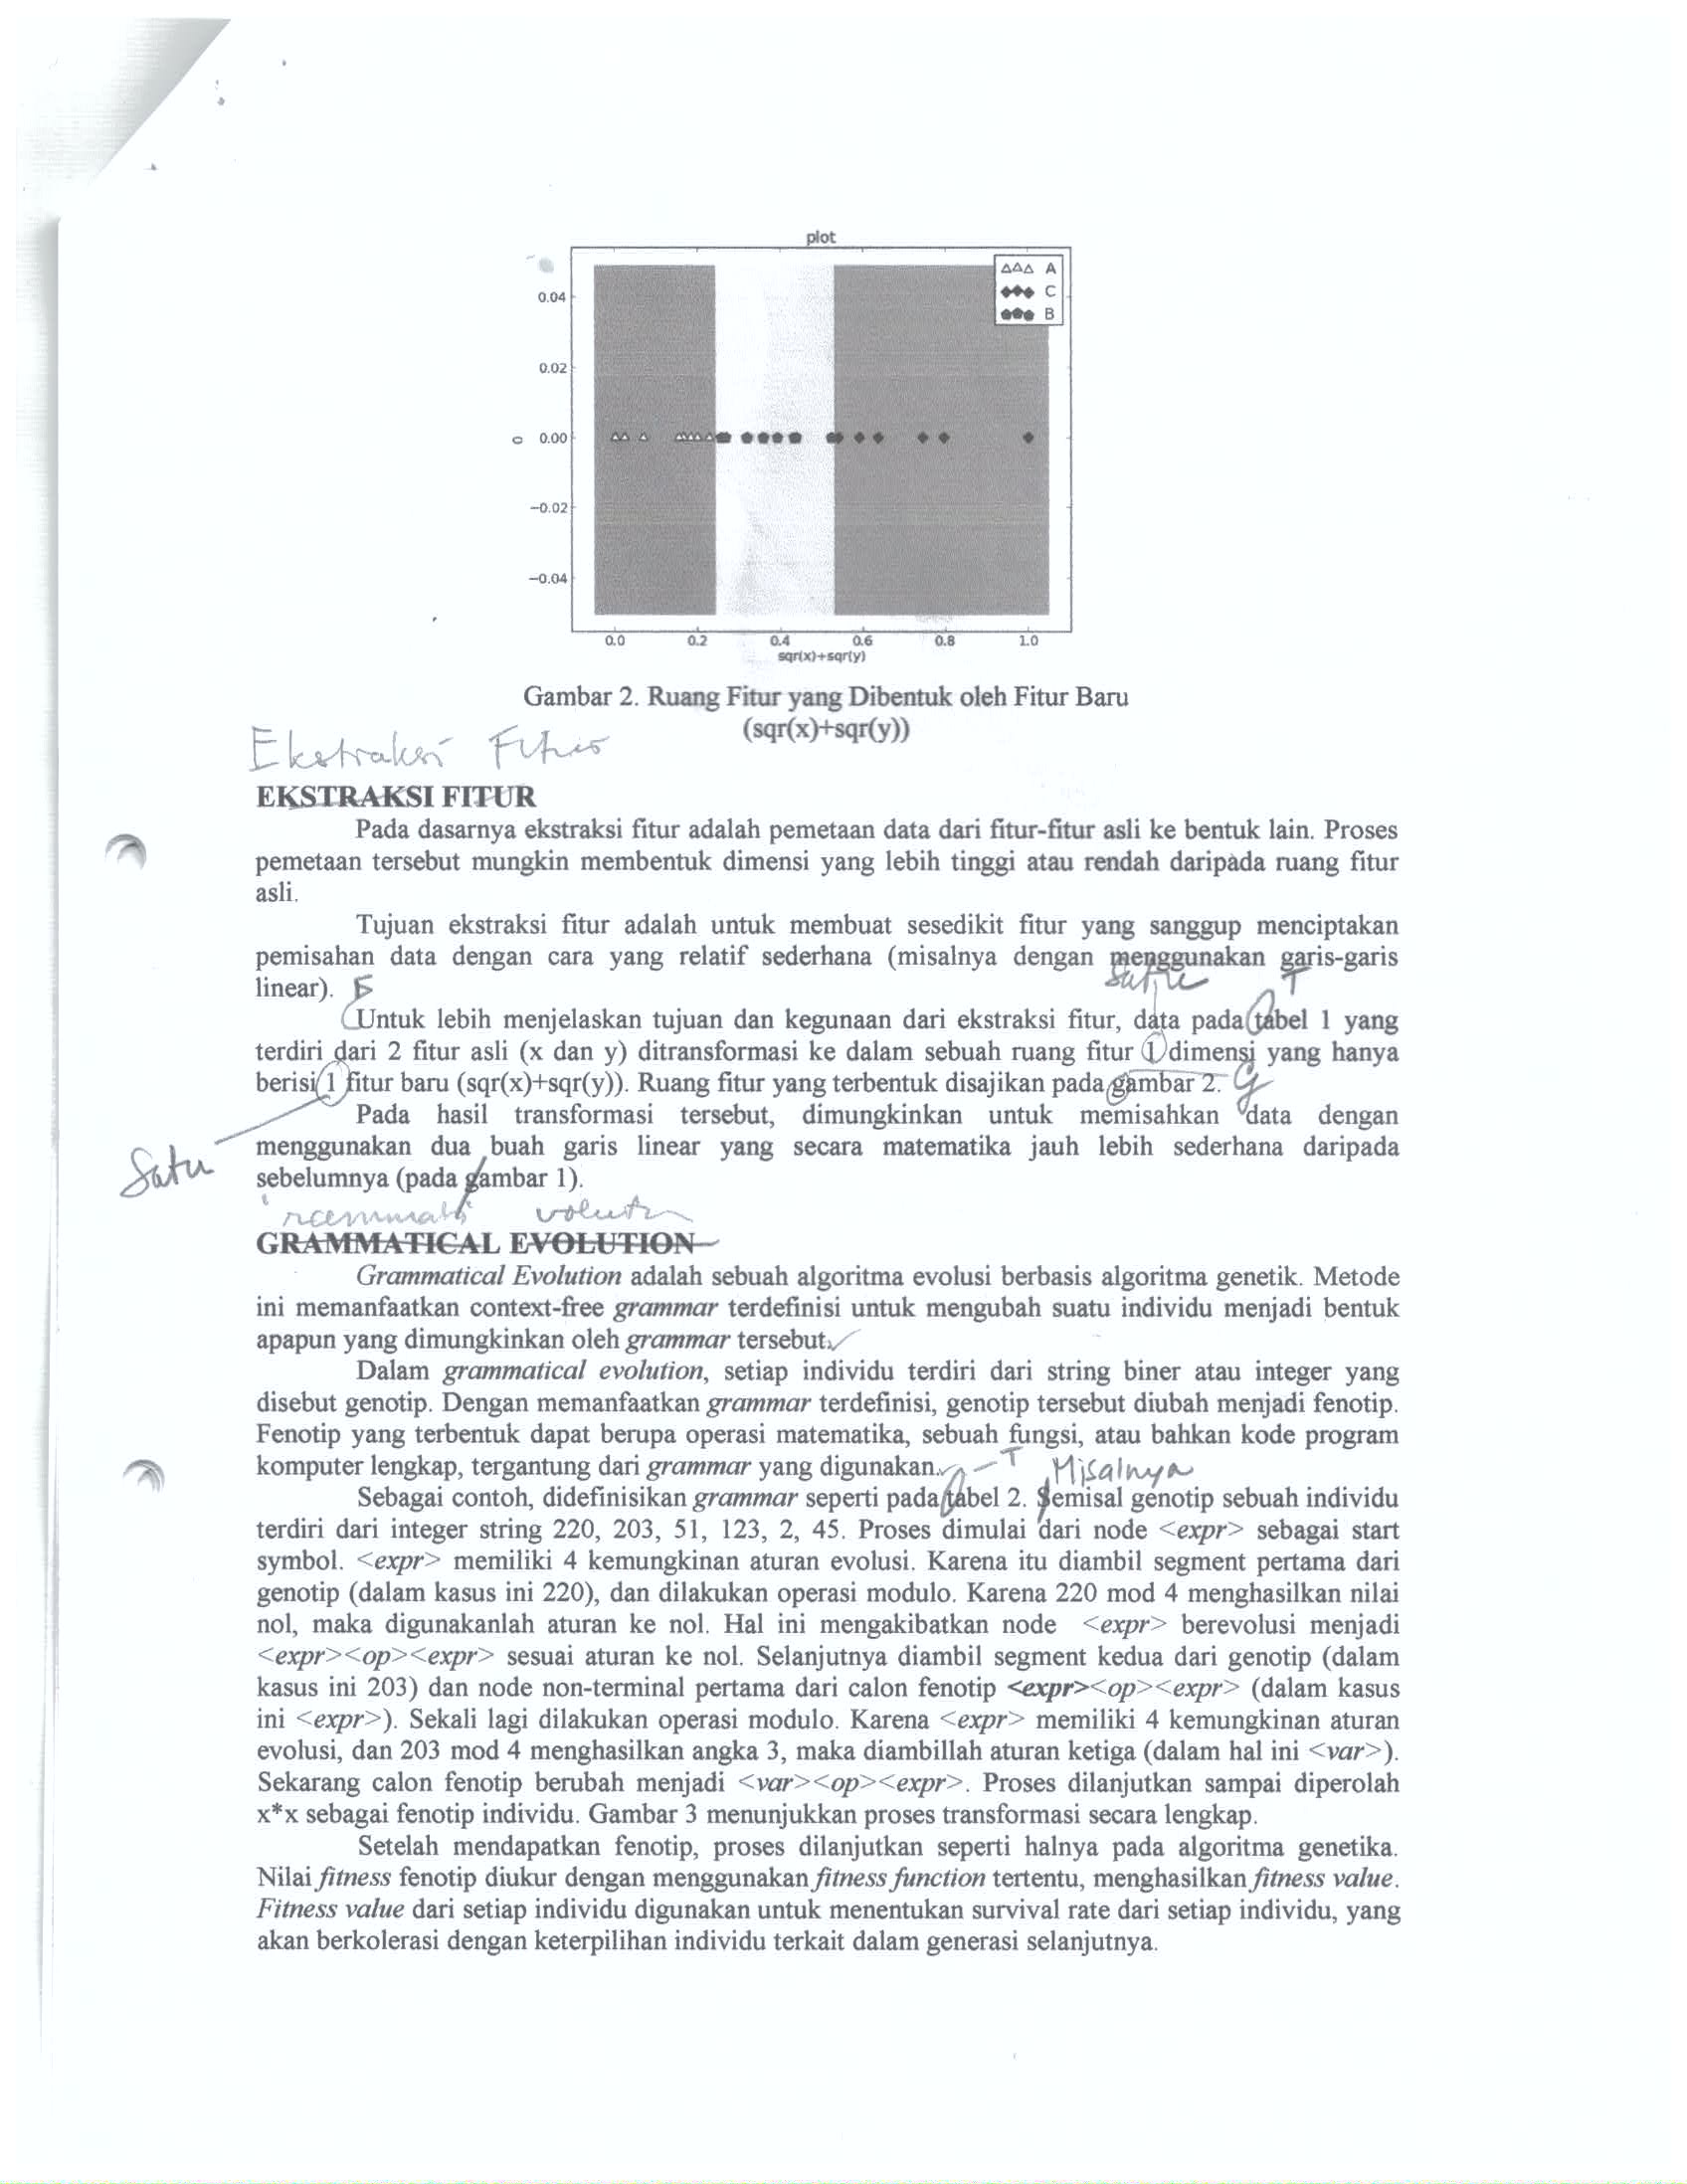 plot
A
C
B
0.04
0.02
0.00
−0.02
−0.04
0
0.0 0.2 0.4 0.6 0.8 1.0
sqr(x)+sqr(y)
Gambar 2. Ruang Fitur yang Dibentuk oleh Fitur Baru
(sqr(x)+sqr(y))
Ekstraksi Fitur
EKSTRAKSI FITUR
Pada dasarnya ekstraksi fitur adalah pemetaan data dari fitur-fitur asli ke bentuk lain. Proses
pemetaan tersebut mungkin membentuk dimensi yang lebih tinggi atau rendah daripada ruang fitur
asli.
Tujuan ekstraksi fitur adalah untuk membuat sesedikit fitur yang sanggup menciptakan
pemisahan data dengan cara yang relatif sederhana (misalnya dengan menggunakan garis-garis
linear).
satu T
Untuk lebih menjelaskan tujuan dan kegunaan dari ekstraksi fitur, data pada tabel 1 yang
terdiri dari 2 fitur asli (x dan y) ditransformasi ke dalam sebuah ruang fitur 1 dimensi yang hanya
berisi 1 fitur baru (sqr(x)+sqr(y)). Ruang fitur yang terbentuk disajikan pada gambar 2. G
Pada hasil transformasi tersebut, dimungkinkan untuk memisahkan data dengan
menggunakan dua buah garis linear yang secara matematika jauh lebih sederhana daripada
Satu
sebelumnya (pada gambar 1).
GRAMMATICAL EVOLUTION
Grammatical Evolution adalah sebuah algoritma evolusi berbasis algoritma genetik. Metode
ini memanfaatkan context-free grammar terdefinisi untuk mengubah suatu individu menjadi bentuk
apapun yang dimungkinkan oleh grammar tersebut.
Dalam grammatical evolution, setiap individu terdiri dari string biner atau integer yang
disebut genotip. Dengan memanfaatkan grammar terdefinisi, genotip tersebut diubah menjadi fenotip.
Fenotip yang terbentuk dapat berupa operasi matematika, sebuah fungsi, atau bahkan kode program
komputer lengkap, tergantung dari grammar yang digunakan.
T Misalnya
Sebagai contoh, didefinisikan grammar seperti pada tabel 2. Semisal genotip sebuah individu
terdiri dari integer string 220, 203, 51, 123, 2, 45. Proses dimulai dari node <expr> sebagai start
symbol. <expr> memiliki 4 kemungkinan aturan evolusi. Karena itu diambil segment pertama dari
genotip (dalam kasus ini 220), dan dilakukan operasi modulo. Karena 220 mod 4 menghasilkan nilai
nol, maka digunakanlah aturan ke nol. Hal ini mengakibatkan node <expr> berevolusi menjadi
<expr><op><expr> sesuai aturan ke nol. Selanjutnya diambil segment kedua dari genotip (dalam
kasus ini 203) dan node non-terminal pertama dari calon fenotip <expr><op><expr> (dalam kasus
ini <expr>). Sekali lagi dilakukan operasi modulo. Karena <expr> memiliki 4 kemungkinan aturan
evolusi, dan 203 mod 4 menghasilkan angka 3, maka diambillah aturan ketiga (dalam hal ini <var>).
Sekarang calon fenotip berubah menjadi <var><op><expr>. Proses dilanjutkan sampai diperolah
x*x sebagai fenotip individu. Gambar 3 menunjukkan proses transformasi secara lengkap.
Setelah mendapatkan fenotip, proses dilanjutkan seperti halnya pada algoritma genetika.
Nilai fitness fenotip diukur dengan menggunakan fitness function tertentu, menghasilkan fitness value.
Fitness value dari setiap individu digunakan untuk menentukan survival rate dari setiap individu, yang
akan berkolerasi dengan keterpilihan individu terkait dalam generasi selanjutnya.